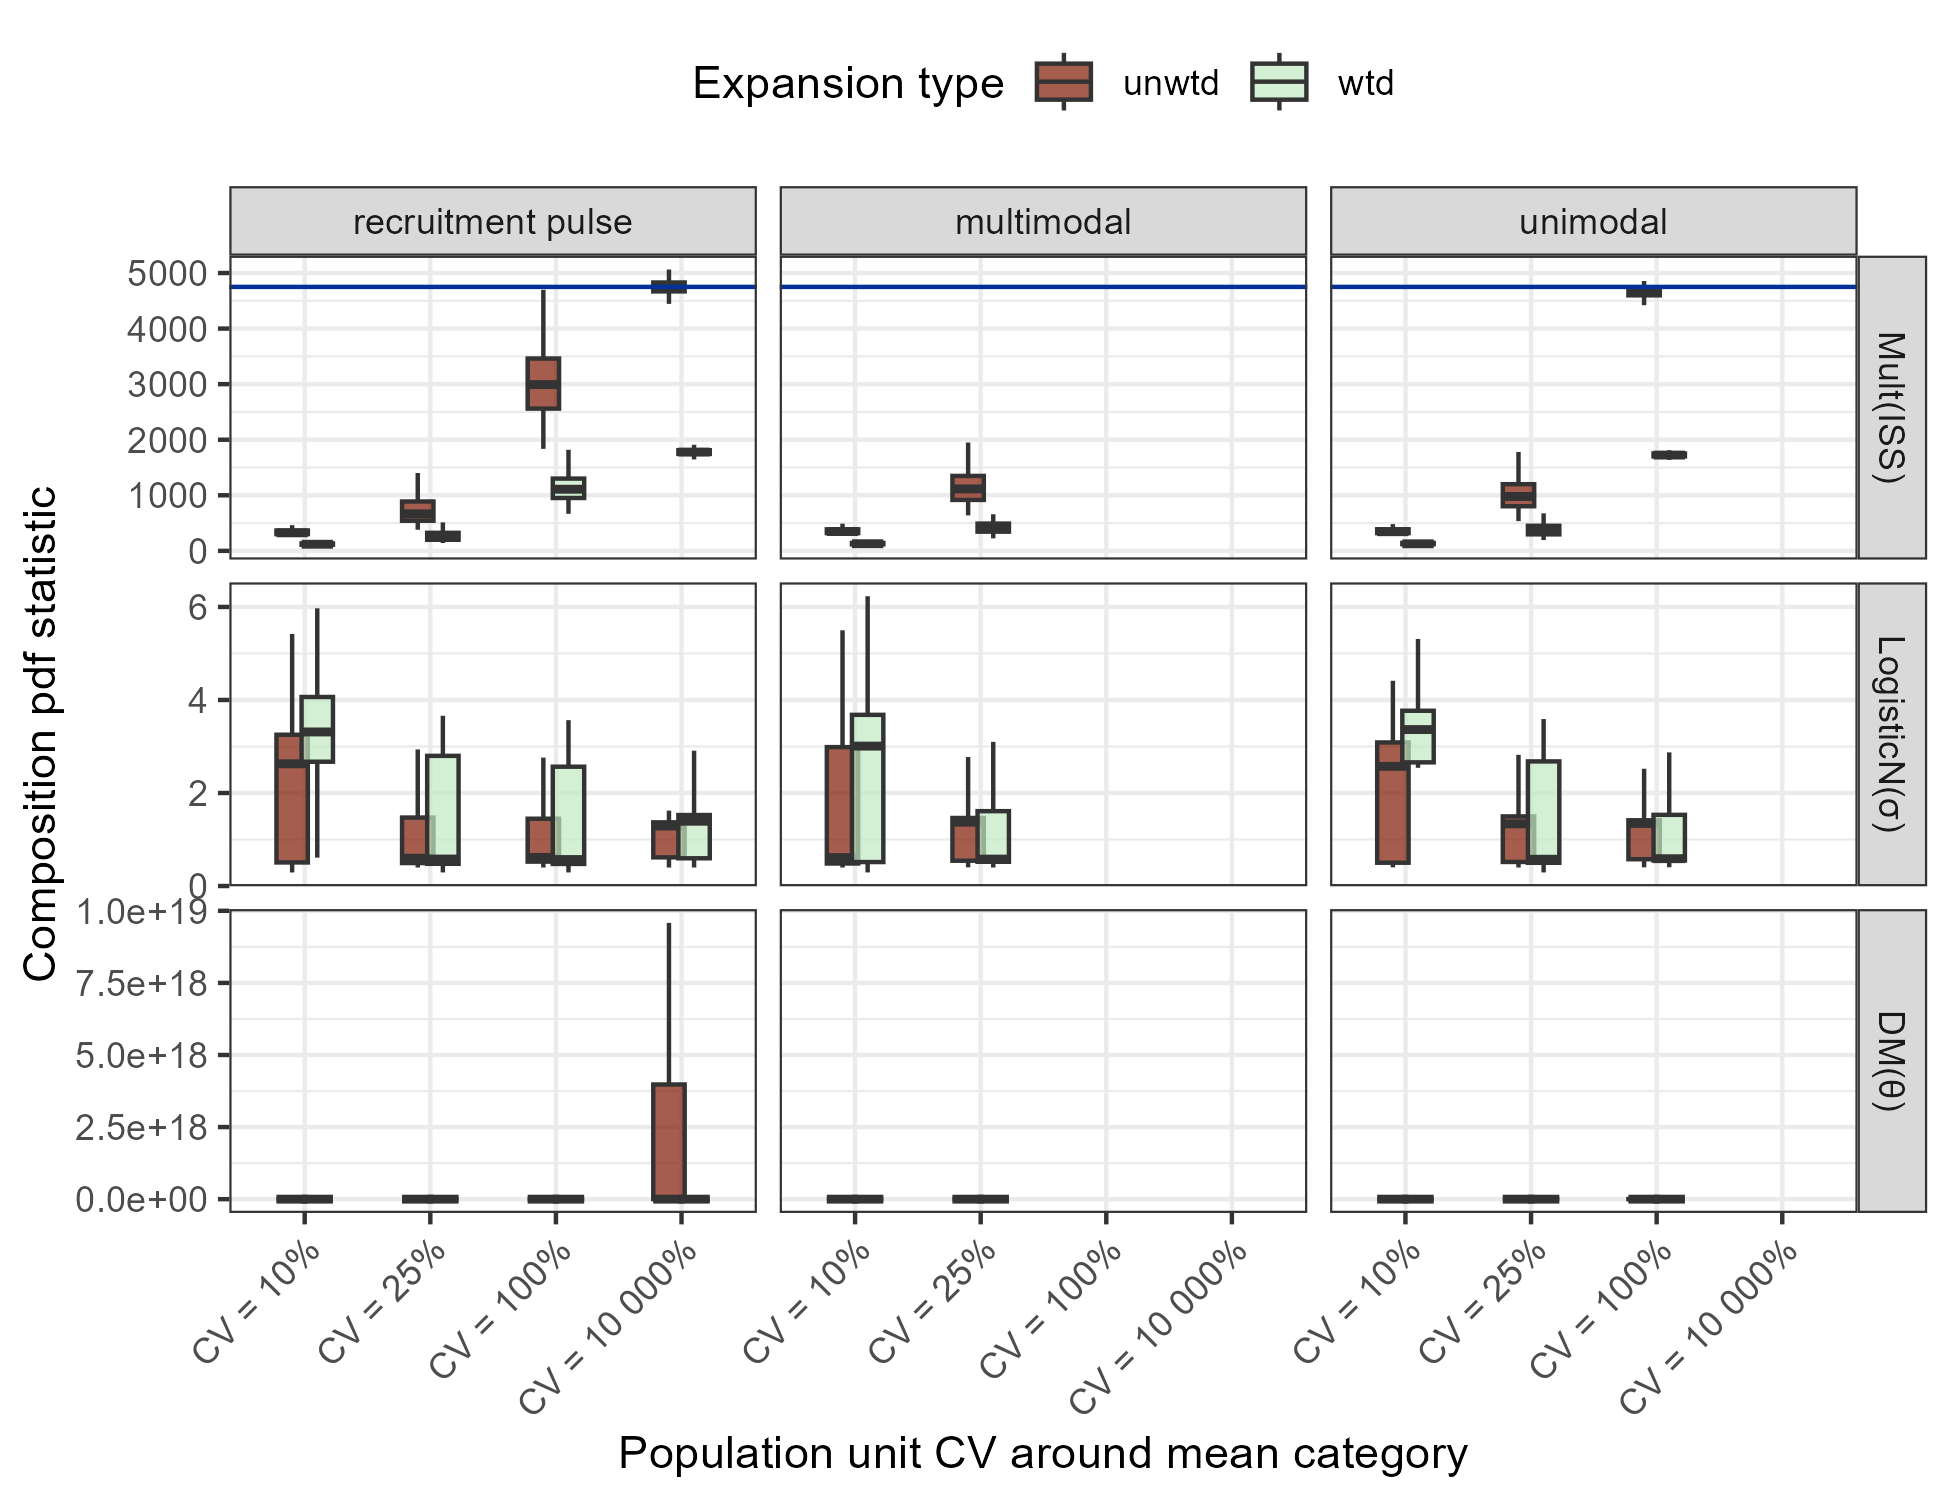 Expansion type unwtd wtd
recruitment pulse multimodal unimodal
5000
4000
3000
2000
1000
0
Mult(ISS)
6
4
2
0
LogisticN(σ)
1.0e+19
7.5e+18
5.0e+18
2.5e+18
0.0e+00
DM(θ)
Composition pdf statistic
CV = 10% CV = 25% CV = 100% CV = 10 000% CV = 10% CV = 25% CV = 100% CV = 10 000% CV = 10% CV = 25% CV = 100% CV = 10 000%
Population unit CV around mean category